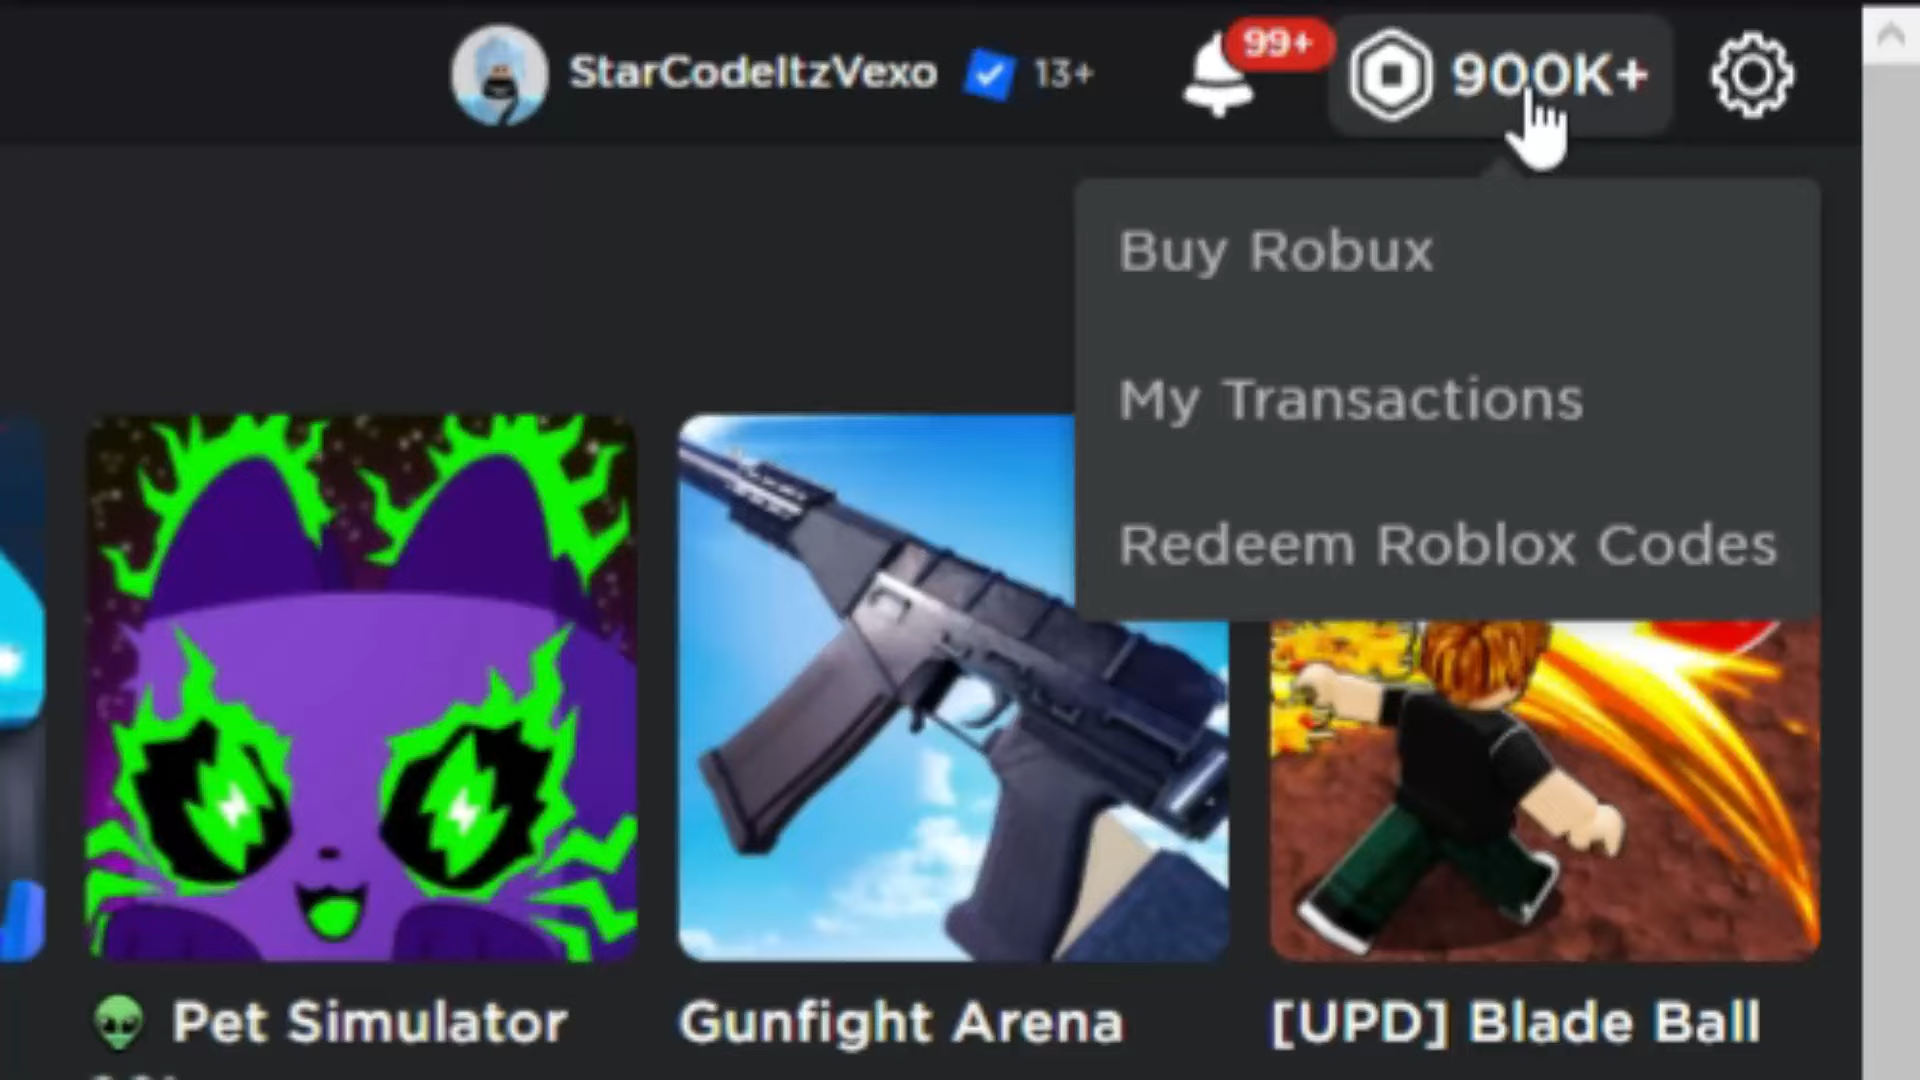 StarCodeItzVexo 13+ 99+ 900K+
Buy Robux
My Transactions
Redeem Roblox Codes
Pet Simulator
Gunfight Arena
[UPD] Blade Ball